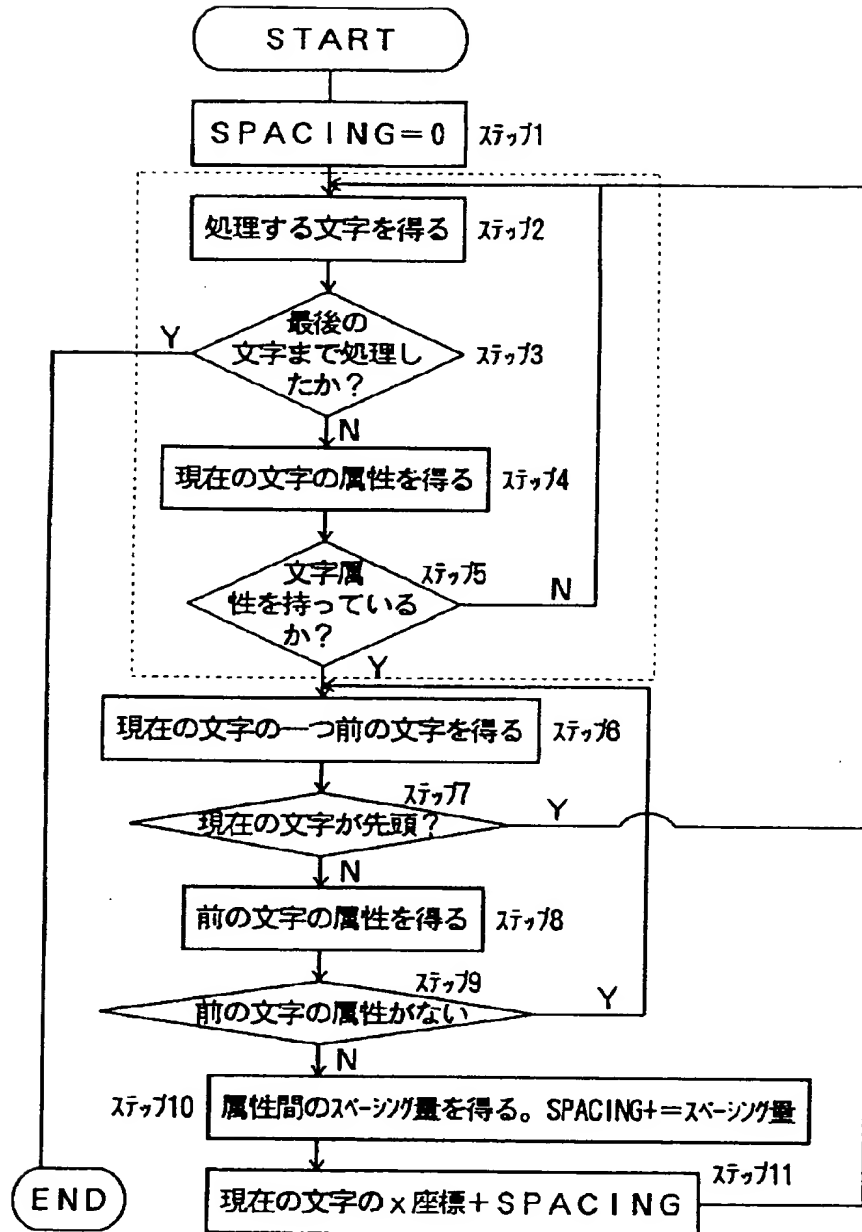 START
SPACING=0 ステップ1
処理する文字を得る ステップ2
最後の
Y 文字まで処理し ステップ3
たか?
N
現在の文字の属性を得る ステップ4
文字属 ステップ5
性を持っている N
か?
Y
現在の文字の一つ前の文字を得る ステップ6
ステップ7
現在の文字が先頭? Y
N
前の文字の属性を得る ステップ8
ステップ9
前の文字の属性がない Y
N
ステップ10 属性間のスペーシング量を得る。SPACING+=スペーシング量
ステップ11
END 現在の文字のx座標+SPACING